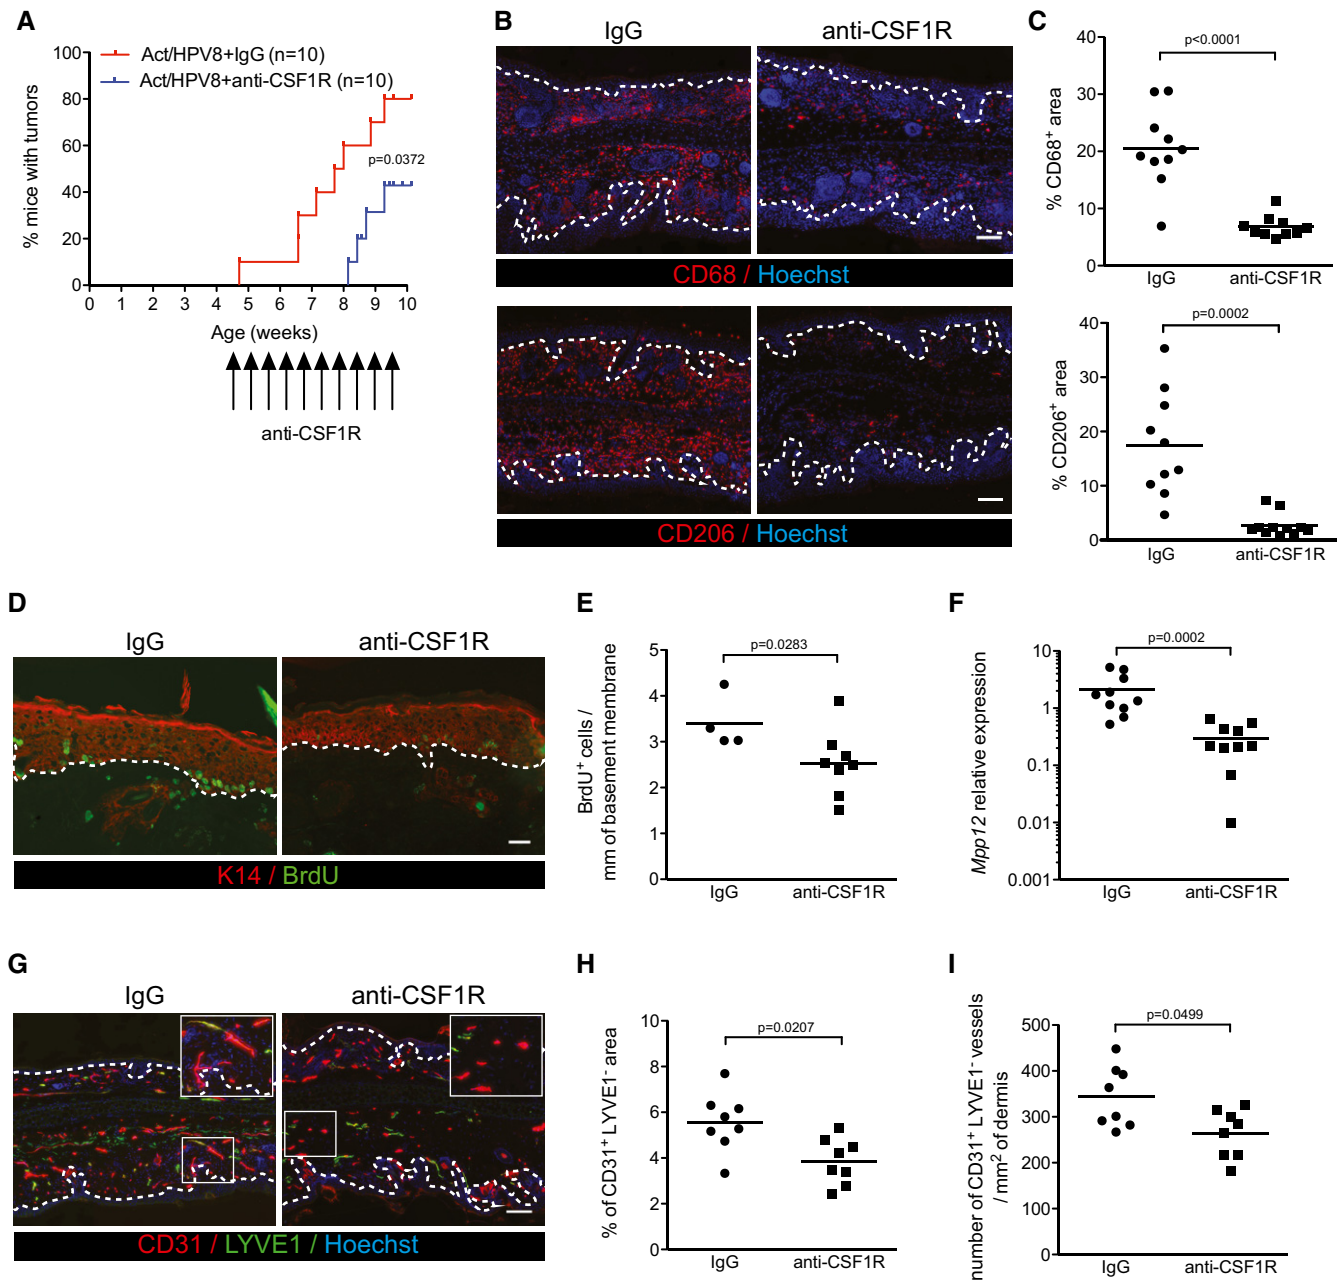 A
Act/HPV8+IgG (n=10)
Act/HPV8+anti-CSF1R (n=10)
% mice with tumors
100
80
60
40
20
0
p=0.0372
0 1 2 3 4 5 6 7 8 9 10
Age (weeks)
anti-CSF1R
B
IgG
anti-CSF1R
CD68 / Hoechst
CD206 / Hoechst
C
% CD68⁺ area
40
30
20
10
0
p<0.0001
IgG
anti-CSF1R
% CD206⁺ area
40
30
20
10
0
p=0.0002
IgG
anti-CSF1R
D
IgG
anti-CSF1R
K14 / BrdU
E
BrdU⁺ cells /
mm of basement membrane
5
4
3
2
1
0
p=0.0283
IgG
anti-CSF1R
F
Mpp12 relative expression
10
1
0.1
0.01
0.001
p=0.0002
IgG
anti-CSF1R
G
IgG
anti-CSF1R
CD31 / LYVE1 / Hoechst
H
% of CD31⁺ LYVE1⁻ area
10
8
6
4
2
0
p=0.0207
IgG
anti-CSF1R
I
number of CD31⁺ LYVE1⁻ vessels
/ mm² of dermis
500
400
300
200
100
0
p=0.0499
IgG
anti-CSF1R